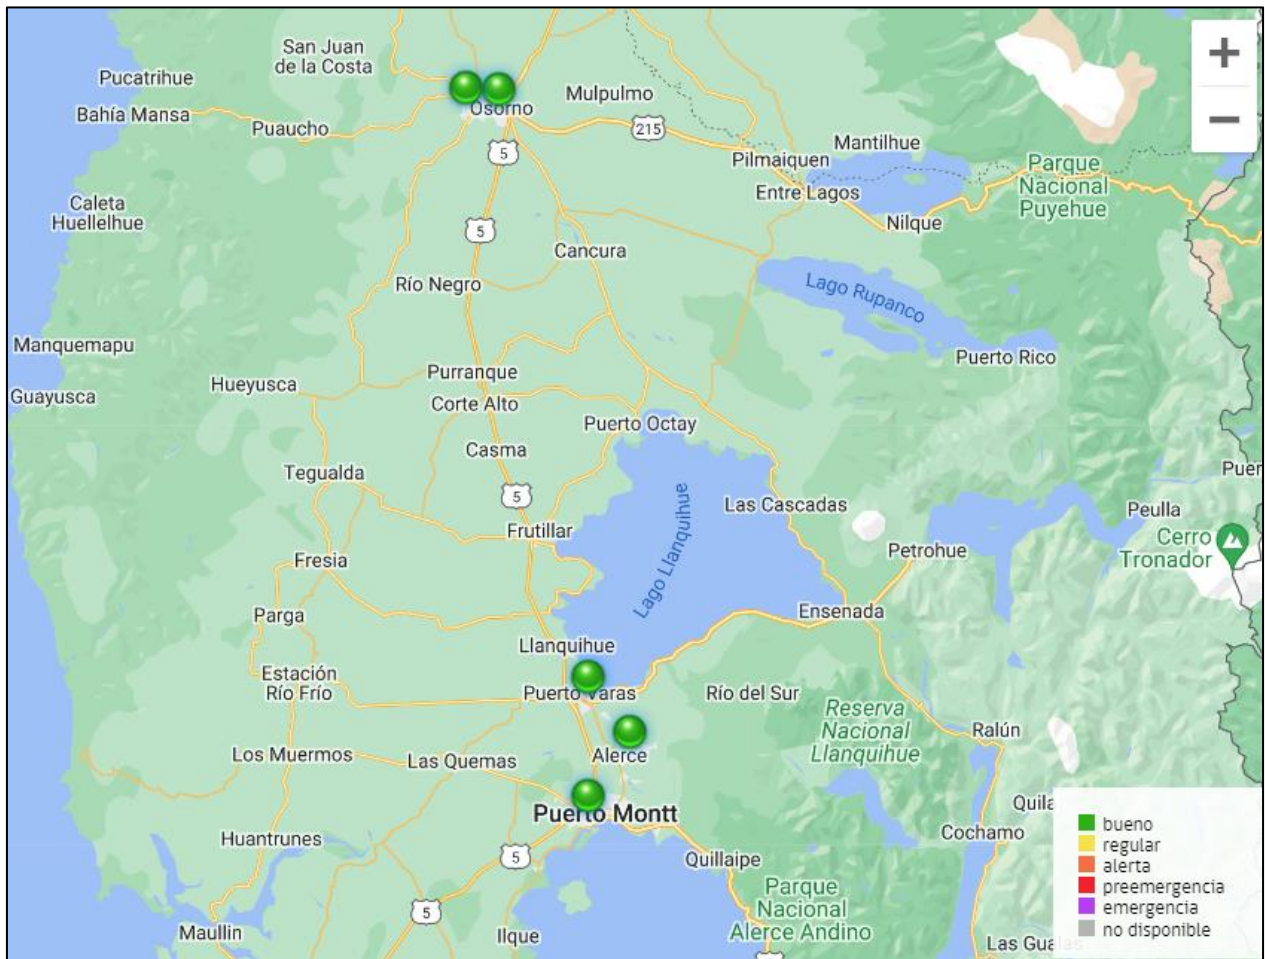 San Juan
de la Costa
Pucatrihue
Bahía Mansa
Puaucho
Osorno
Mulpulmo
215
5
Pilmaiquen
Mantilhue
Entre Lagos
Parque
Nacional
Puyehue
Nilque
Caleta
Huellelhue
5
Cancura
Río Negro
Lago Rupanco
Manquemapu
Guayusca
Hueyusca
Purranque
Corte Alto
Puerto Rico
Puerto Octay
Casma
Tegualda
5
Las Cascadas
Lago Llanquihue
Frutillar
Fresia
Petrohue
Peulla
Cerro
Tronador
Parga
Ensenada
Llanquihue
Estación
Río Frío
Puerto Varas
Río del Sur
Reserva
Nacional
Llanquihue
Ralún
Los Muermos
Las Quemas
Alerce
Puerto Montt
Huantrunes
5
Quillaipe
Cochamo
Parque
Nacional
Alerce Andino
5
Maullin
Ilque
bueno
regular
alerta
preemergencia
emergencia
no disponible